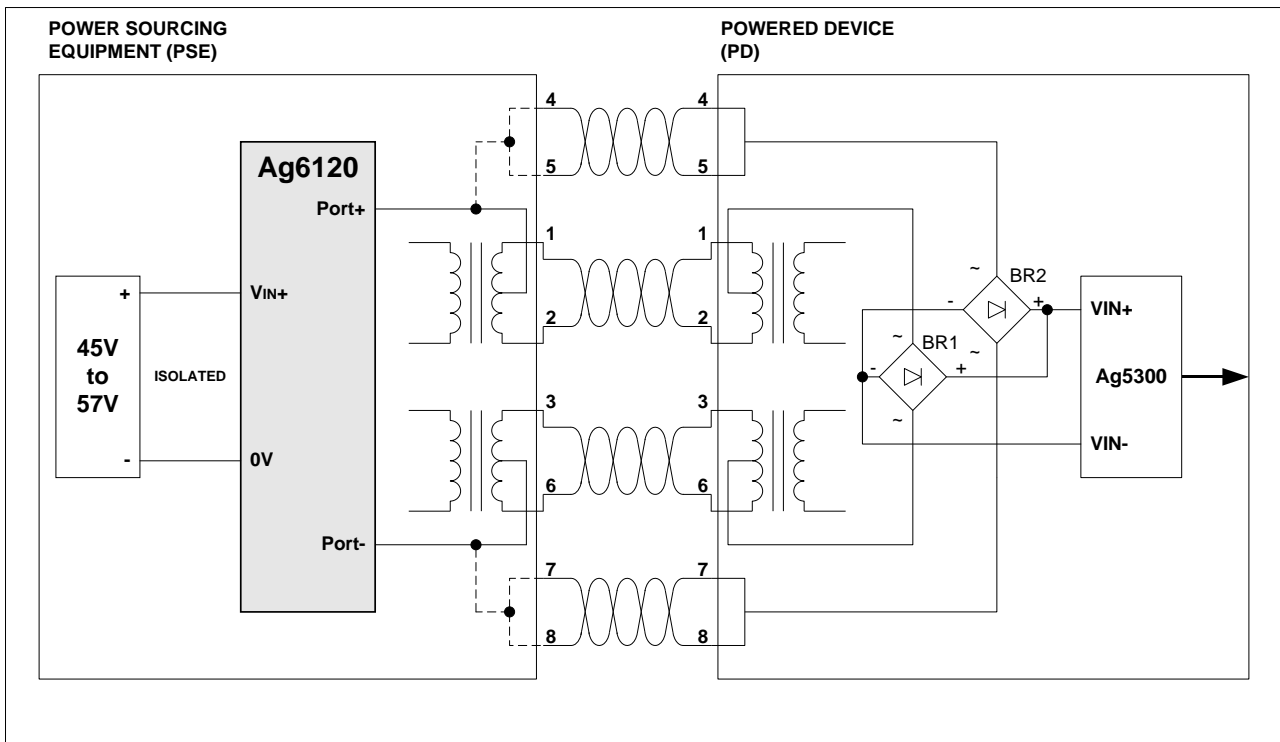 POWER SOURCING
EQUIPMENT (PSE)
POWERED DEVICE
(PD)
Ag6120
Port+
VIN+
0V
Port-
+
45V
to
57V
-
ISOLATED
4
5
1
2
3
6
7
8
4
5
1
2
3
6
7
8
~
BR2
-
+
~
~
BR1
-
+
~
VIN+
Ag5300
VIN-